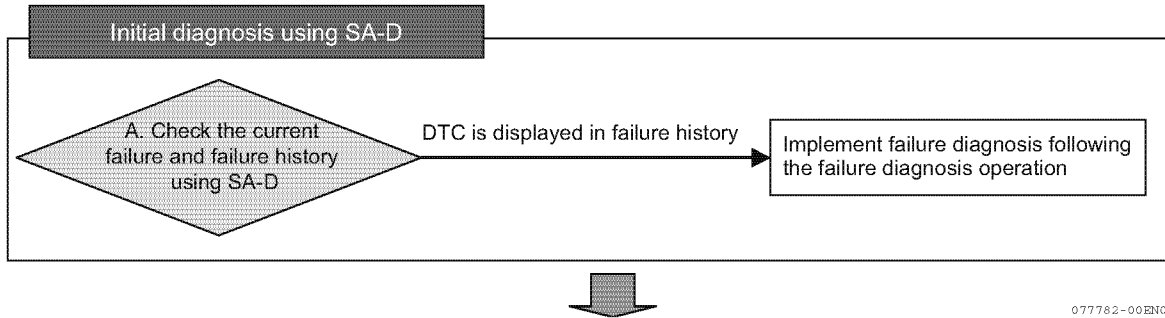 Initial diagnosis using SA-D
A. Check the current
failure and failure history
using SA-D
DTC is displayed in failure history
Implement failure diagnosis following
the failure diagnosis operation
077782-00EN0